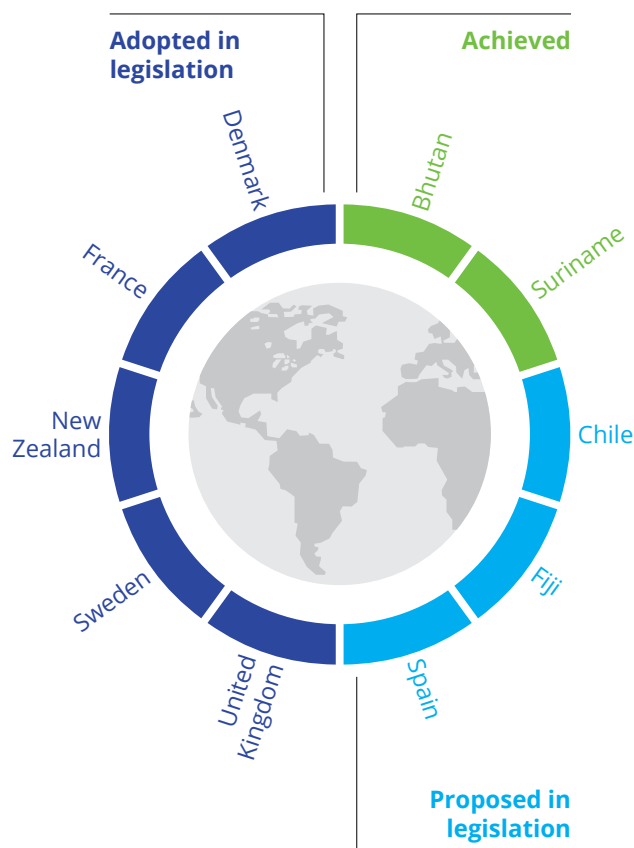 Adopted in
legislation
Achieved
Denmark
Bhutan
France
Suriname
New
Zealand
Chile
Sweden
Fiji
United
Kingdom
Spain
Proposed in
legislation